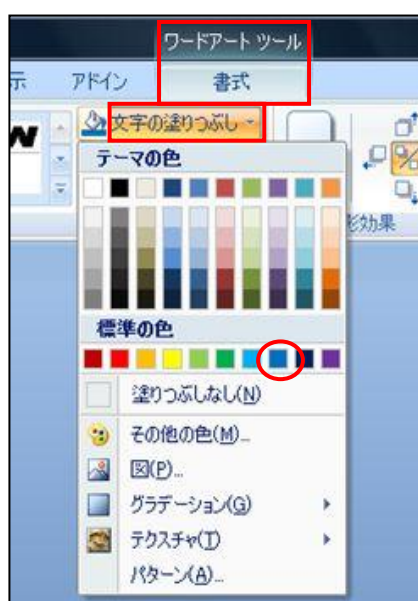 ワードアート ツール
示 アドイン 書式
文字の塗りつぶし
テーマの色
標準の色
塗りつぶしなし(N)
その他の色(M)...
図(P)...
グラデーション(G)
テクスチャ(T)
パターン(A)...
影効果